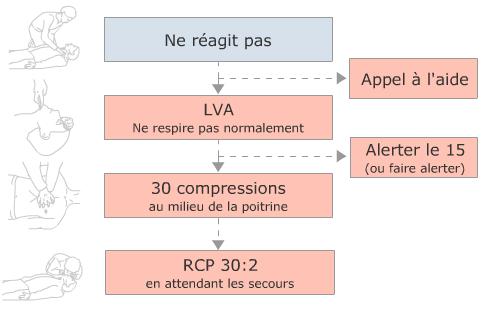 Ne réagit pas
Appel à l'aide
LVA
Ne respire pas normalement
Alerter le 15
(ou faire alerter)
30 compressions
au milieu de la poitrine
RCP 30:2
en attendant les secours